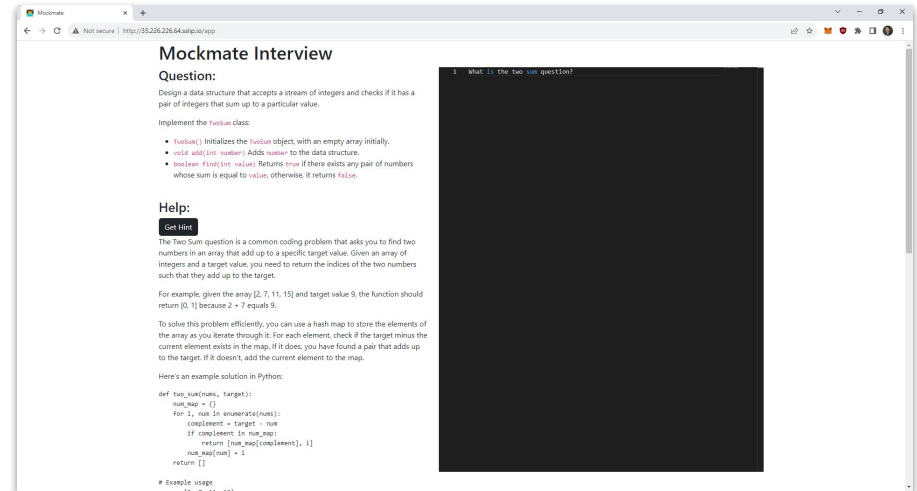 Mockmate
Not secure | http://35.226.226.64.sslip.io/app
Mockmate Interview
Question:
Design a data structure that accepts a stream of integers and checks if it has a
pair of integers that sum up to a particular value.
Implement the TwoSum class:
• TwoSum() Initializes the TwoSum object, with an empty array initially.
• void add(int number) Adds number to the data structure.
• boolean find(int value) Returns true if there exists any pair of numbers
whose sum is equal to value, otherwise, it returns false.
Help:
Get Hint
The Two Sum question is a common coding problem that asks you to find two
numbers in an array that add up to a specific target value. Given an array of
integers and a target value, you need to return the indices of the two numbers
such that they add up to the target.
For example, given the array [2, 7, 11, 15] and target value 9, the function should
return [0, 1] because 2 + 7 equals 9.
To solve this problem efficiently, you can use a hash map to store the elements of
the array as you iterate through it. For each element, check if the target minus the
current element exists in the map. If it does, you have found a pair that adds up
to the target. If it doesn't, add the current element to the map.
Here's an example solution in Python:
def two_sum(nums, target):
    num_map = {}
    for i, num in enumerate(nums):
        complement = target - num
        if complement in num_map:
            return [num_map[complement], i]
        num_map[num] = i
    return []
# Example usage
1 What is the two sum question?